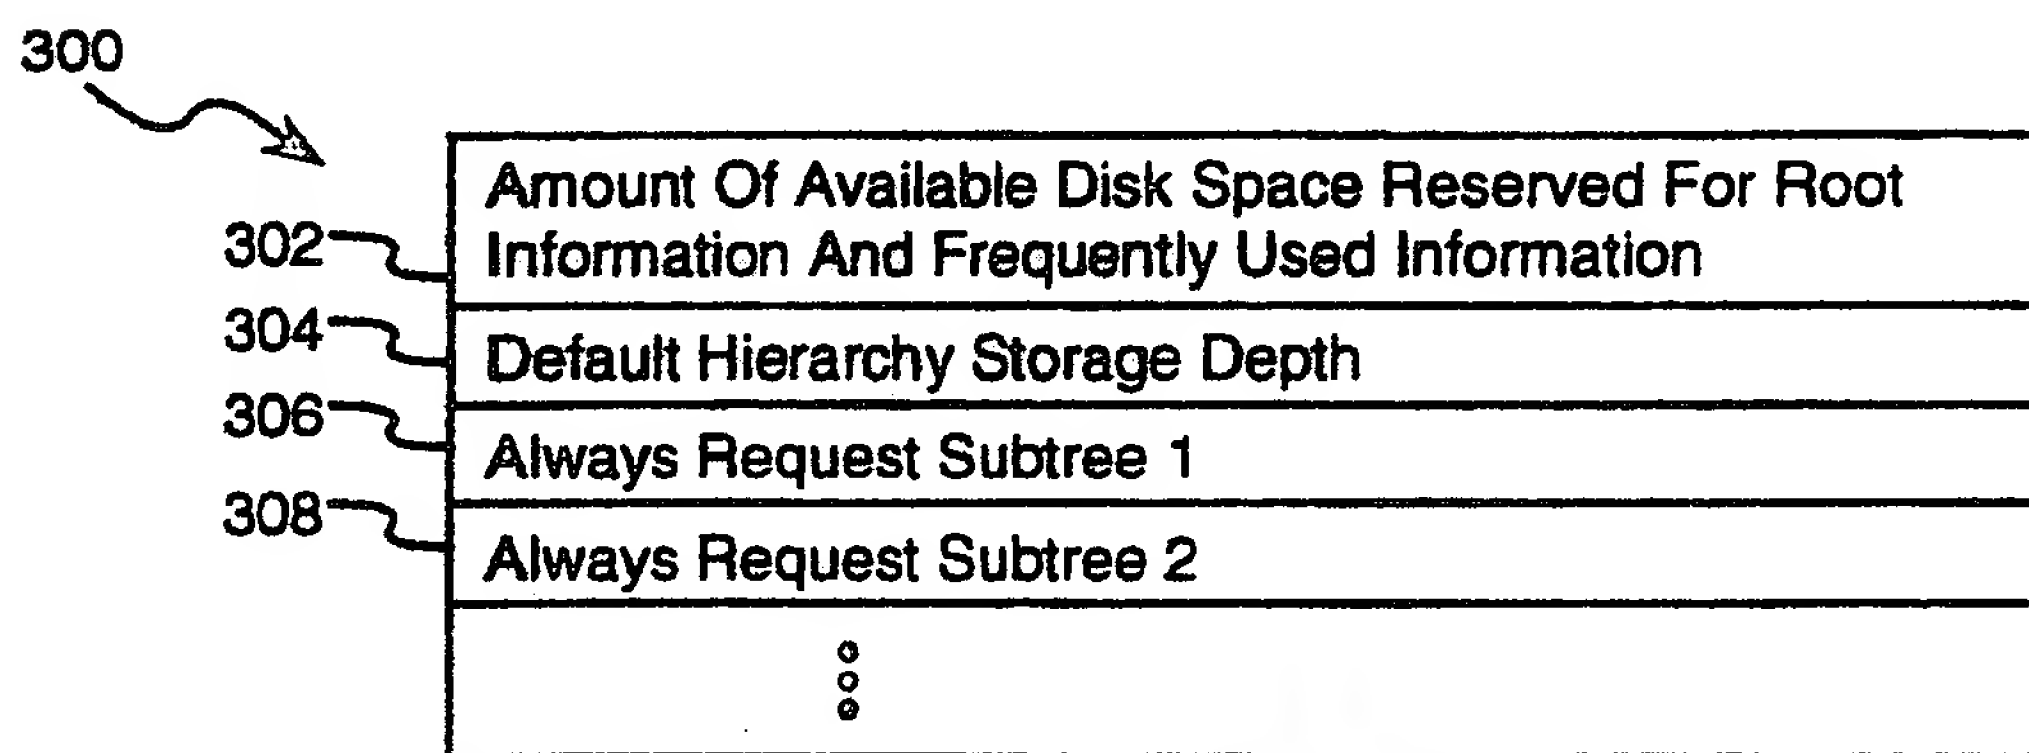 300
Amount Of Available Disk Space Reserved For Root
302 Information And Frequently Used Information
304 Default Hierarchy Storage Depth
306 Always Request Subtree 1
308 Always Request Subtree 2